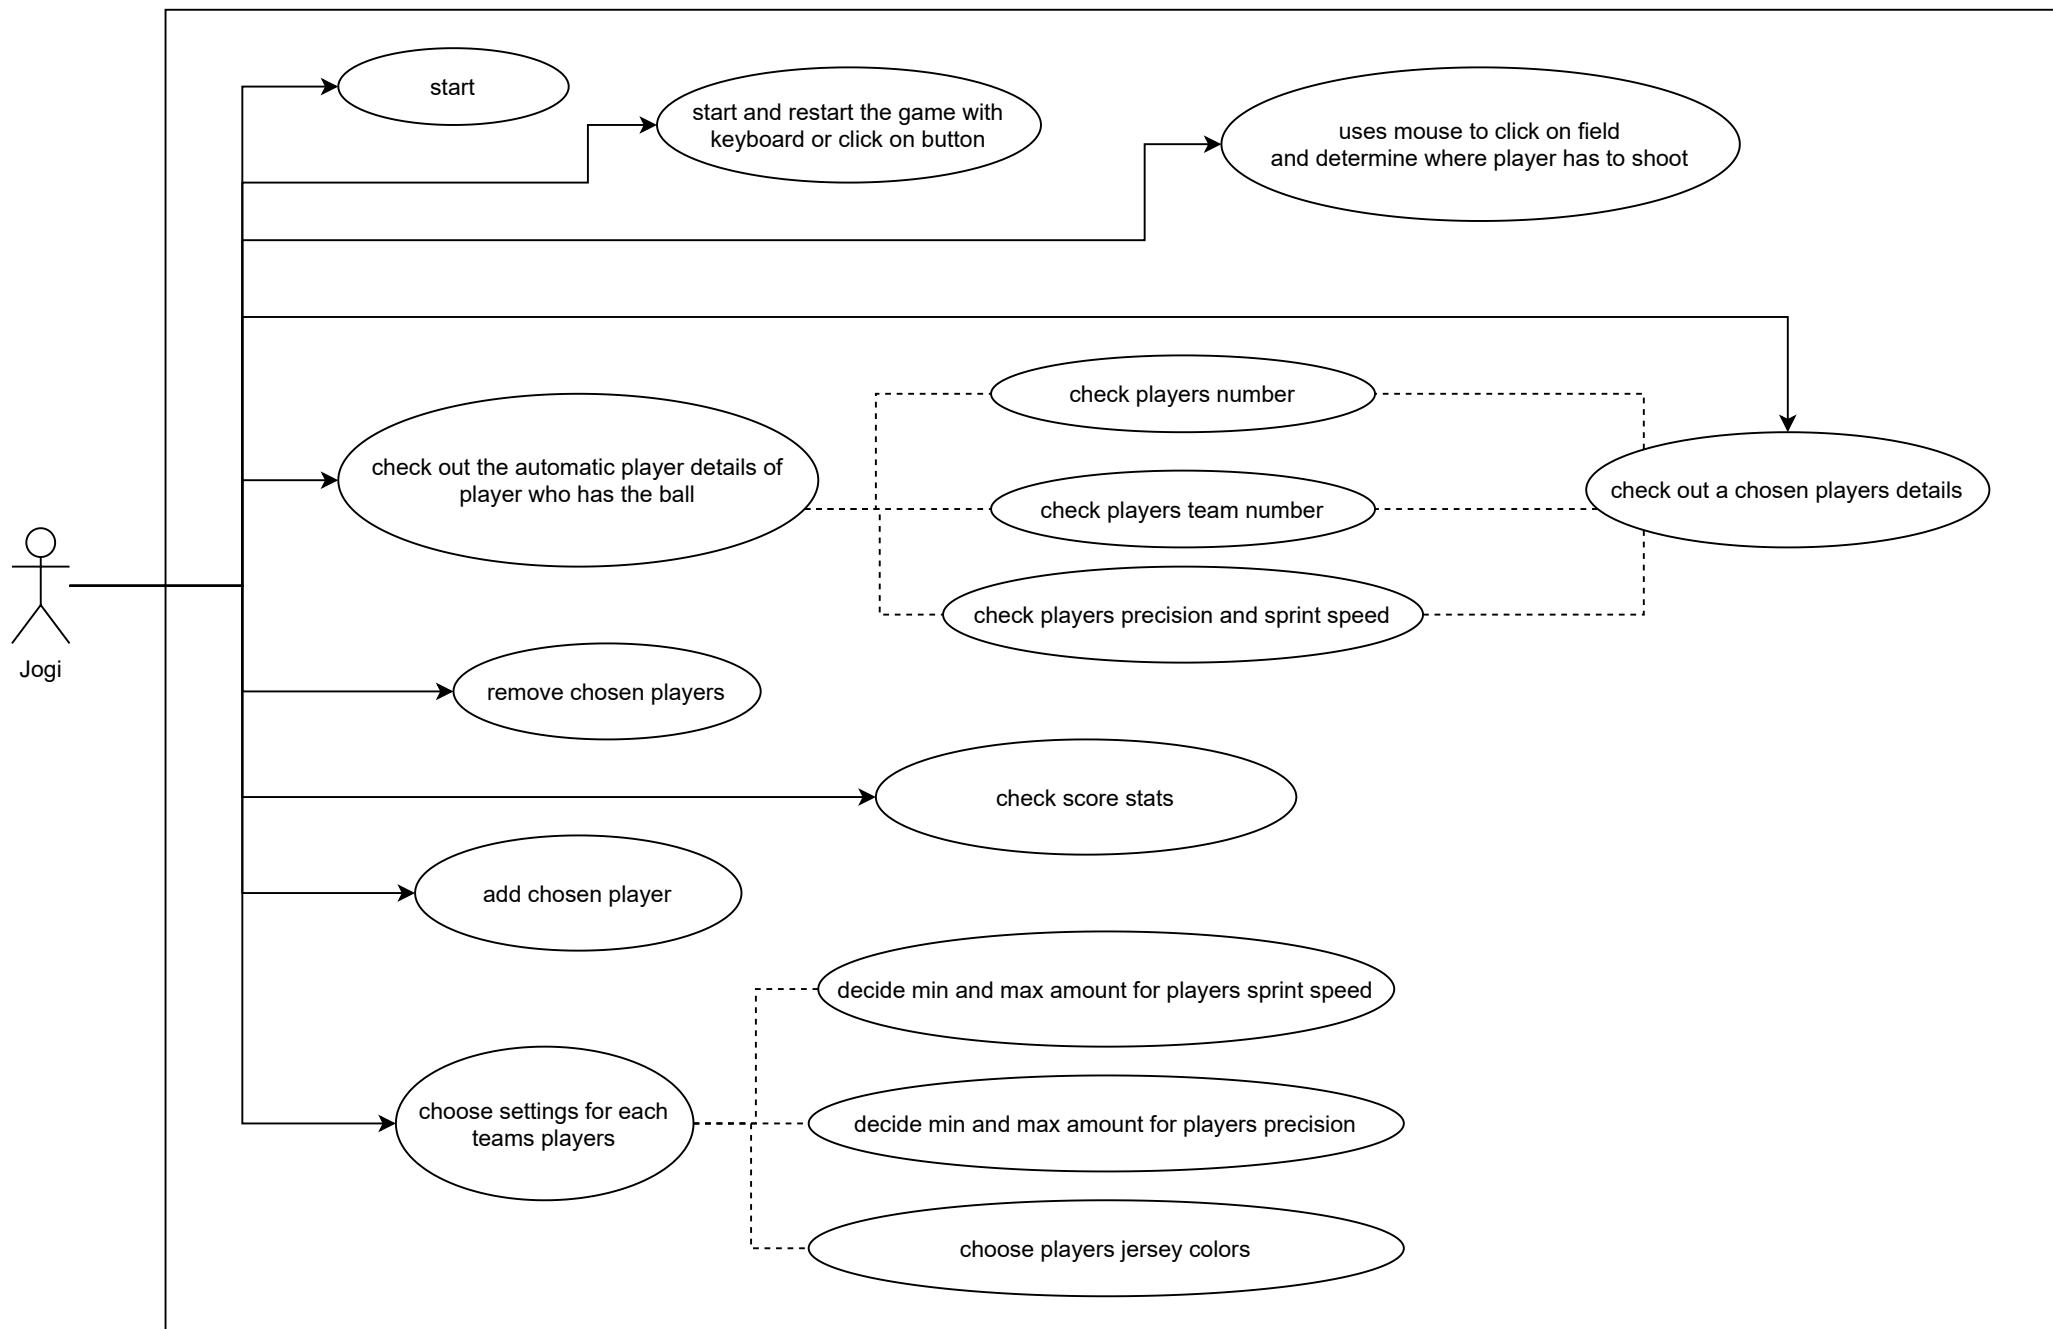 start
start and restart the game with
keyboard or click on button
uses mouse to click on field
and determine where player has to shoot
check players number
check out the automatic player details of
player who has the ball
check players team number
check out a chosen players details
check players precision and sprint speed
Jogi
remove chosen players
check score stats
add chosen player
decide min and max amount for players sprint speed
choose settings for each
teams players
decide min and max amount for players precision
choose players jersey colors